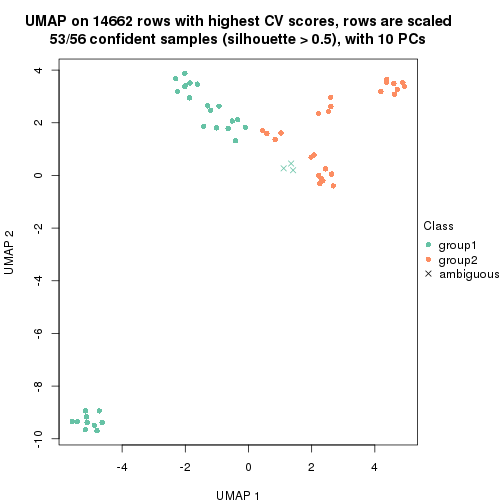 UMAP on 14662 rows with highest CV scores, rows are scaled
53/56 confident samples (silhouette > 0.5), with 10 PCs
4
2
0
-2
-4
-6
-8
-10
UMAP 2
-4
-2
0
2
4
UMAP 1
Class
group1
group2
ambiguous